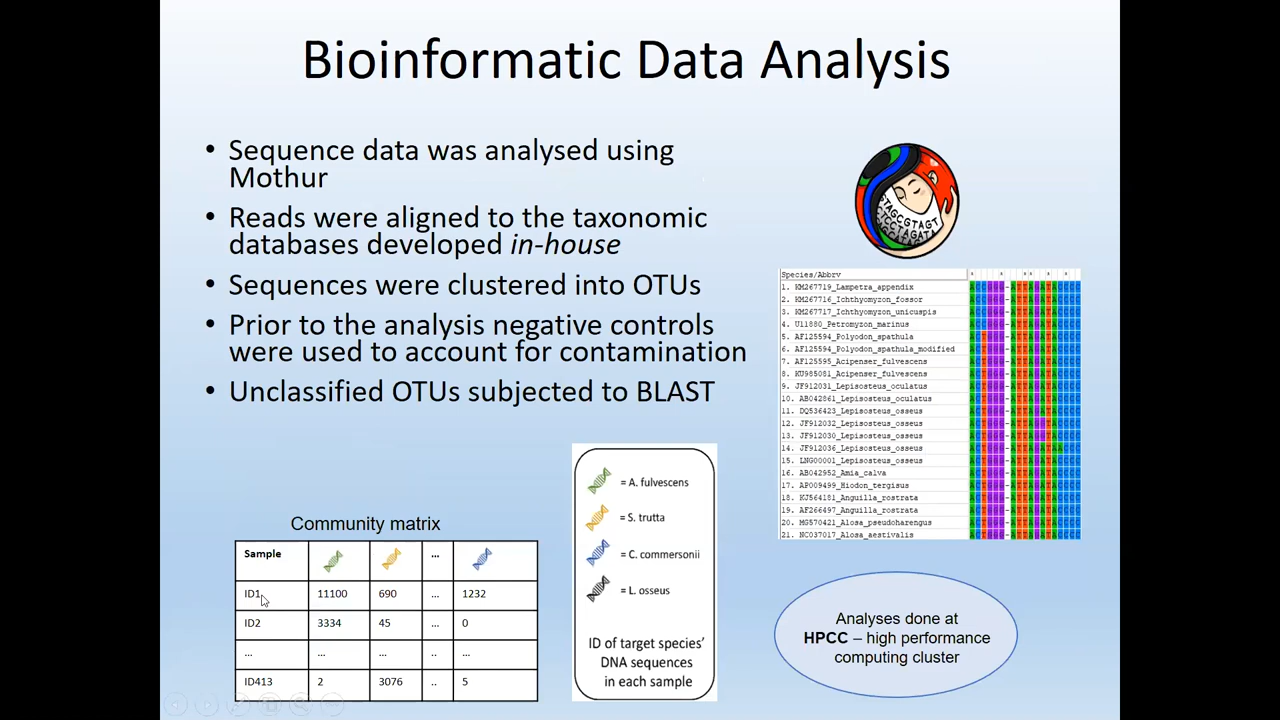 Bioinformatic Data Analysis
• Sequence data was analysed using
Mothur
• Reads were aligned to the taxonomic
databases developed in-house
• Sequences were clustered into OTUs
• Prior to the analysis negative controls
were used to account for contamination
• Unclassified OTUs subjected to BLAST
Species/Abbrv
1. KM267719_Lampetra_appendix
2. KM267716_Ichthyomyzon_fossor
3. KM267717_Ichthyomyzon_unicuspis
4. U11880_Petromyzon_marinus
5. AF125594_Polyodon_spathula
6. AF125594_Polyodon_spathula_modified
7. AF125595_Acipenser_fulvescens
8. KU985081_Acipenser_fulvescens
9. JF912031_Lepisosteus_oculatus
10. AB042861_Lepisosteus_oculatus
11. DQ536423_Lepisosteus_osseus
12. JF912032_Lepisosteus_osseus
13. JF912030_Lepisosteus_osseus
14. JF912036_Lepisosteus_osseus
15. LNG00001_Lepisosteus_osseus
16. AB042952_Amia_calva
17. AP009499_Hiodon_tergisus
18. KJ564181_Anguilla_rostrata
19. AF266497_Anguilla_rostrata
20. MG570421_Alosa_pseudoharengus
21. NC037017_Alosa_aestivalis
Community matrix
Sample ...
ID1 11100 690 ... 1232
ID2 3334 45 ... 0
... ... ... .. ...
ID413 2 3076 .. 5
= A. fulvescens
= S. trutta
= C. commersonii
= L. osseus
ID of target species'
DNA sequences
in each sample
Analyses done at
HPCC – high performance
computing cluster